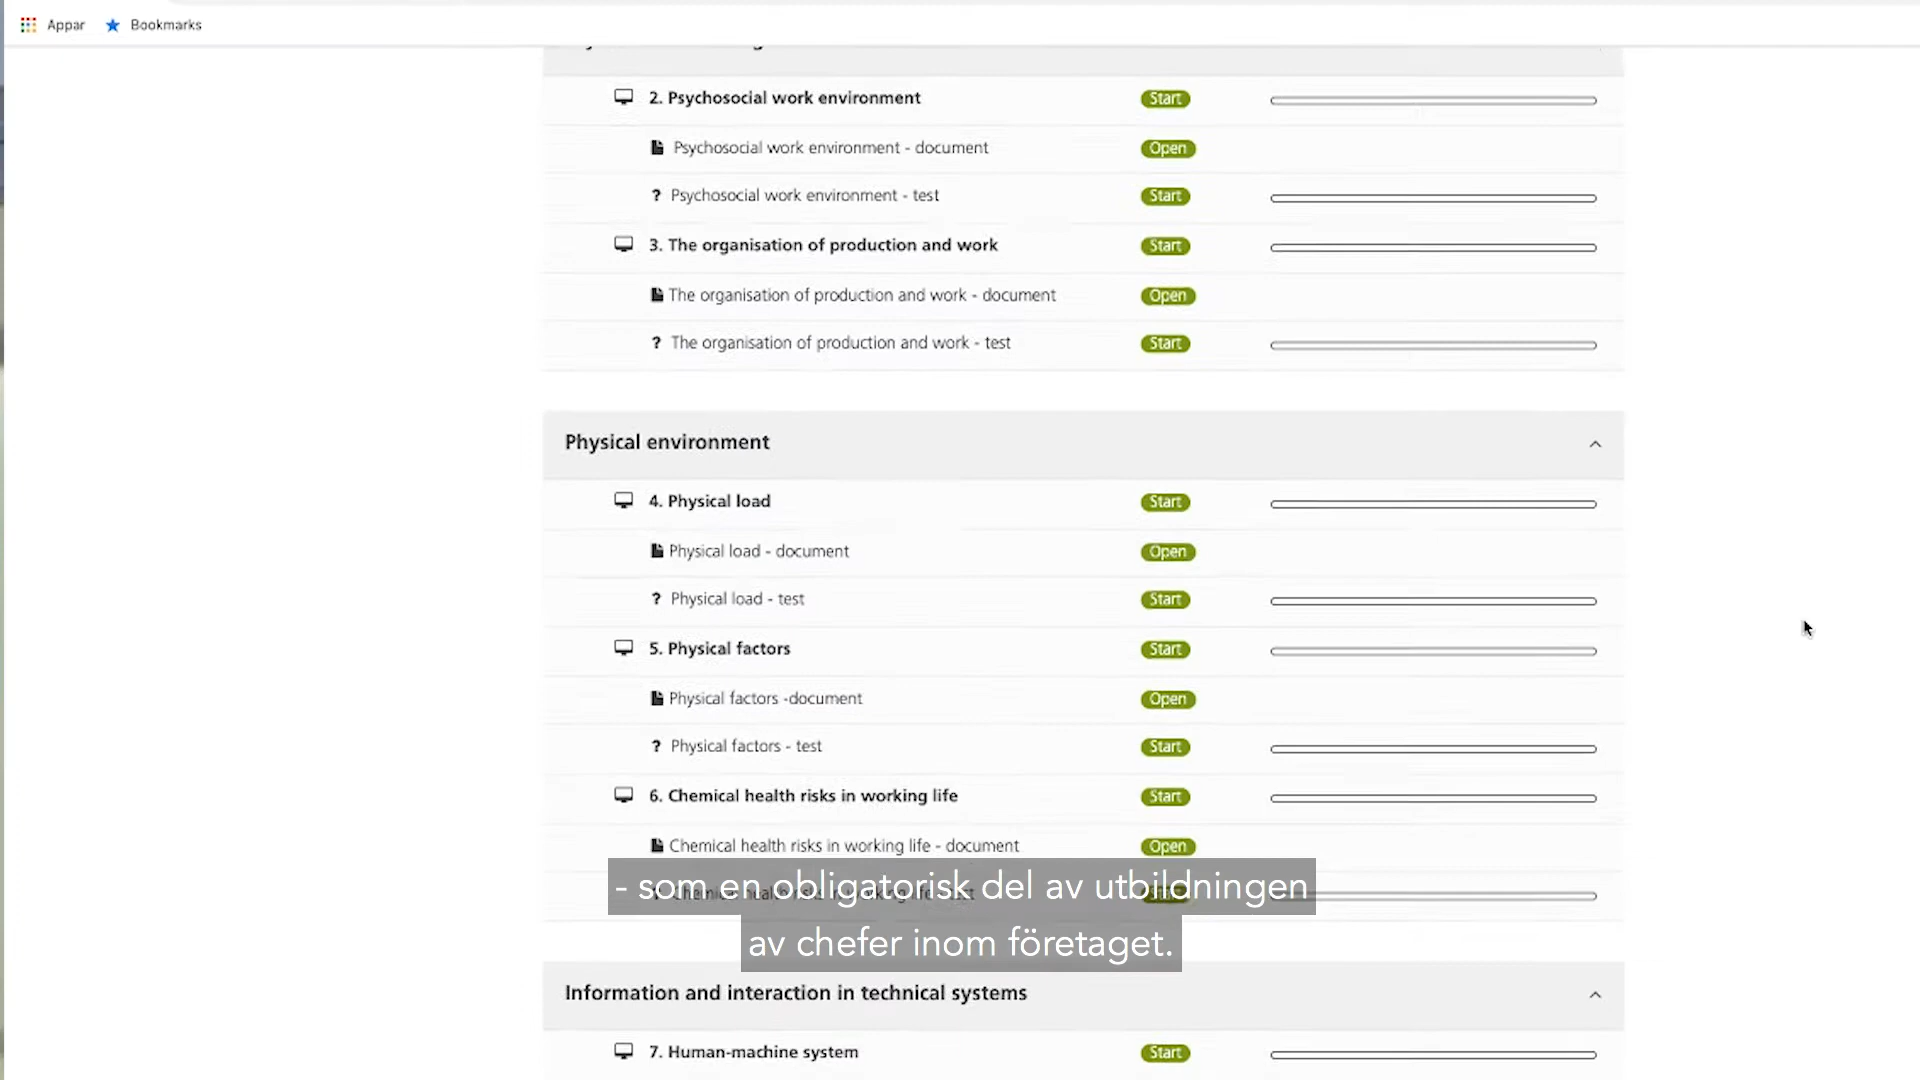 Appar Bookmarks
2. Psychosocial work environment Start
Psychosocial work environment - document Open
? Psychosocial work environment - test Start
3. The organisation of production and work Start
The organisation of production and work - document Open
? The organisation of production and work - test Start
Physical environment
4. Physical load Start
Physical load - document Open
? Physical load - test Start
5. Physical factors Start
Physical factors -document Open
? Physical factors - test Start
6. Chemical health risks in working life Start
Chemical health risks in working life - document Open
- som en obligatorisk del av utbildningen
av chefer inom företaget.
Information and interaction in technical systems
7. Human-machine system Start